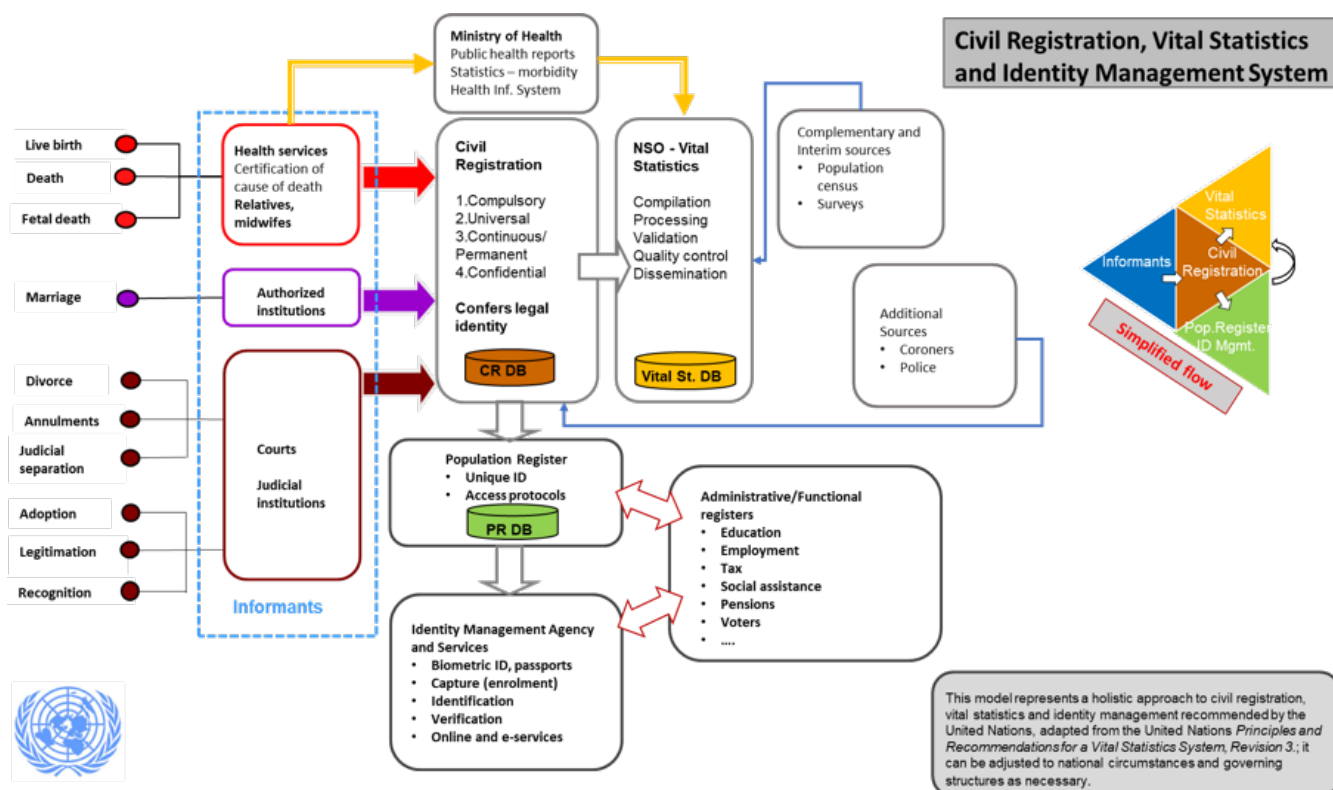 Civil Registration, Vital Statistics
and Identity Management System
Ministry of Health
Public health reports
Statistics – morbidity
Health Inf. System
Live birth
Death
Fetal death
Marriage
Divorce
Annulments
Judicial
separation
Adoption
Legitimation
Recognition
Health services
Certification of
cause of death
Relatives,
midwifes
Authorized
institutions
Courts
Judicial
institutions
Informants
Civil
Registration
1.Compulsory
2.Universal
3.Continuous/
Permanent
4.Confidential
Confers legal
identity
CR DB
NSO - Vital
Statistics
Compilation
Processing
Validation
Quality control
Dissemination
Vital St. DB
Complementary and
Interim sources
• Population
census
• Surveys
Additional
Sources
• Coroners
• Police
Population Register
• Unique ID
• Access protocols
PR DB
Administrative/Functional
registers
• Education
• Employment
• Tax
• Social assistance
• Pensions
• Voters
• ....
Identity Management Agency
and Services
• Biometric ID, passports
• Capture (enrolment)
• Identification
• Verification
• Online and e-services
Vital
Statistics
Informants
Civil
Registration
Pop.Register
ID Mgmt.
Simplified flow
This model represents a holistic approach to civil registration,
vital statistics and identity management recommended by the
United Nations, adapted from the United Nations Principles and
Recommendations for a Vital Statistics System, Revision 3.; it
can be adjusted to national circumstances and governing
structures as necessary.